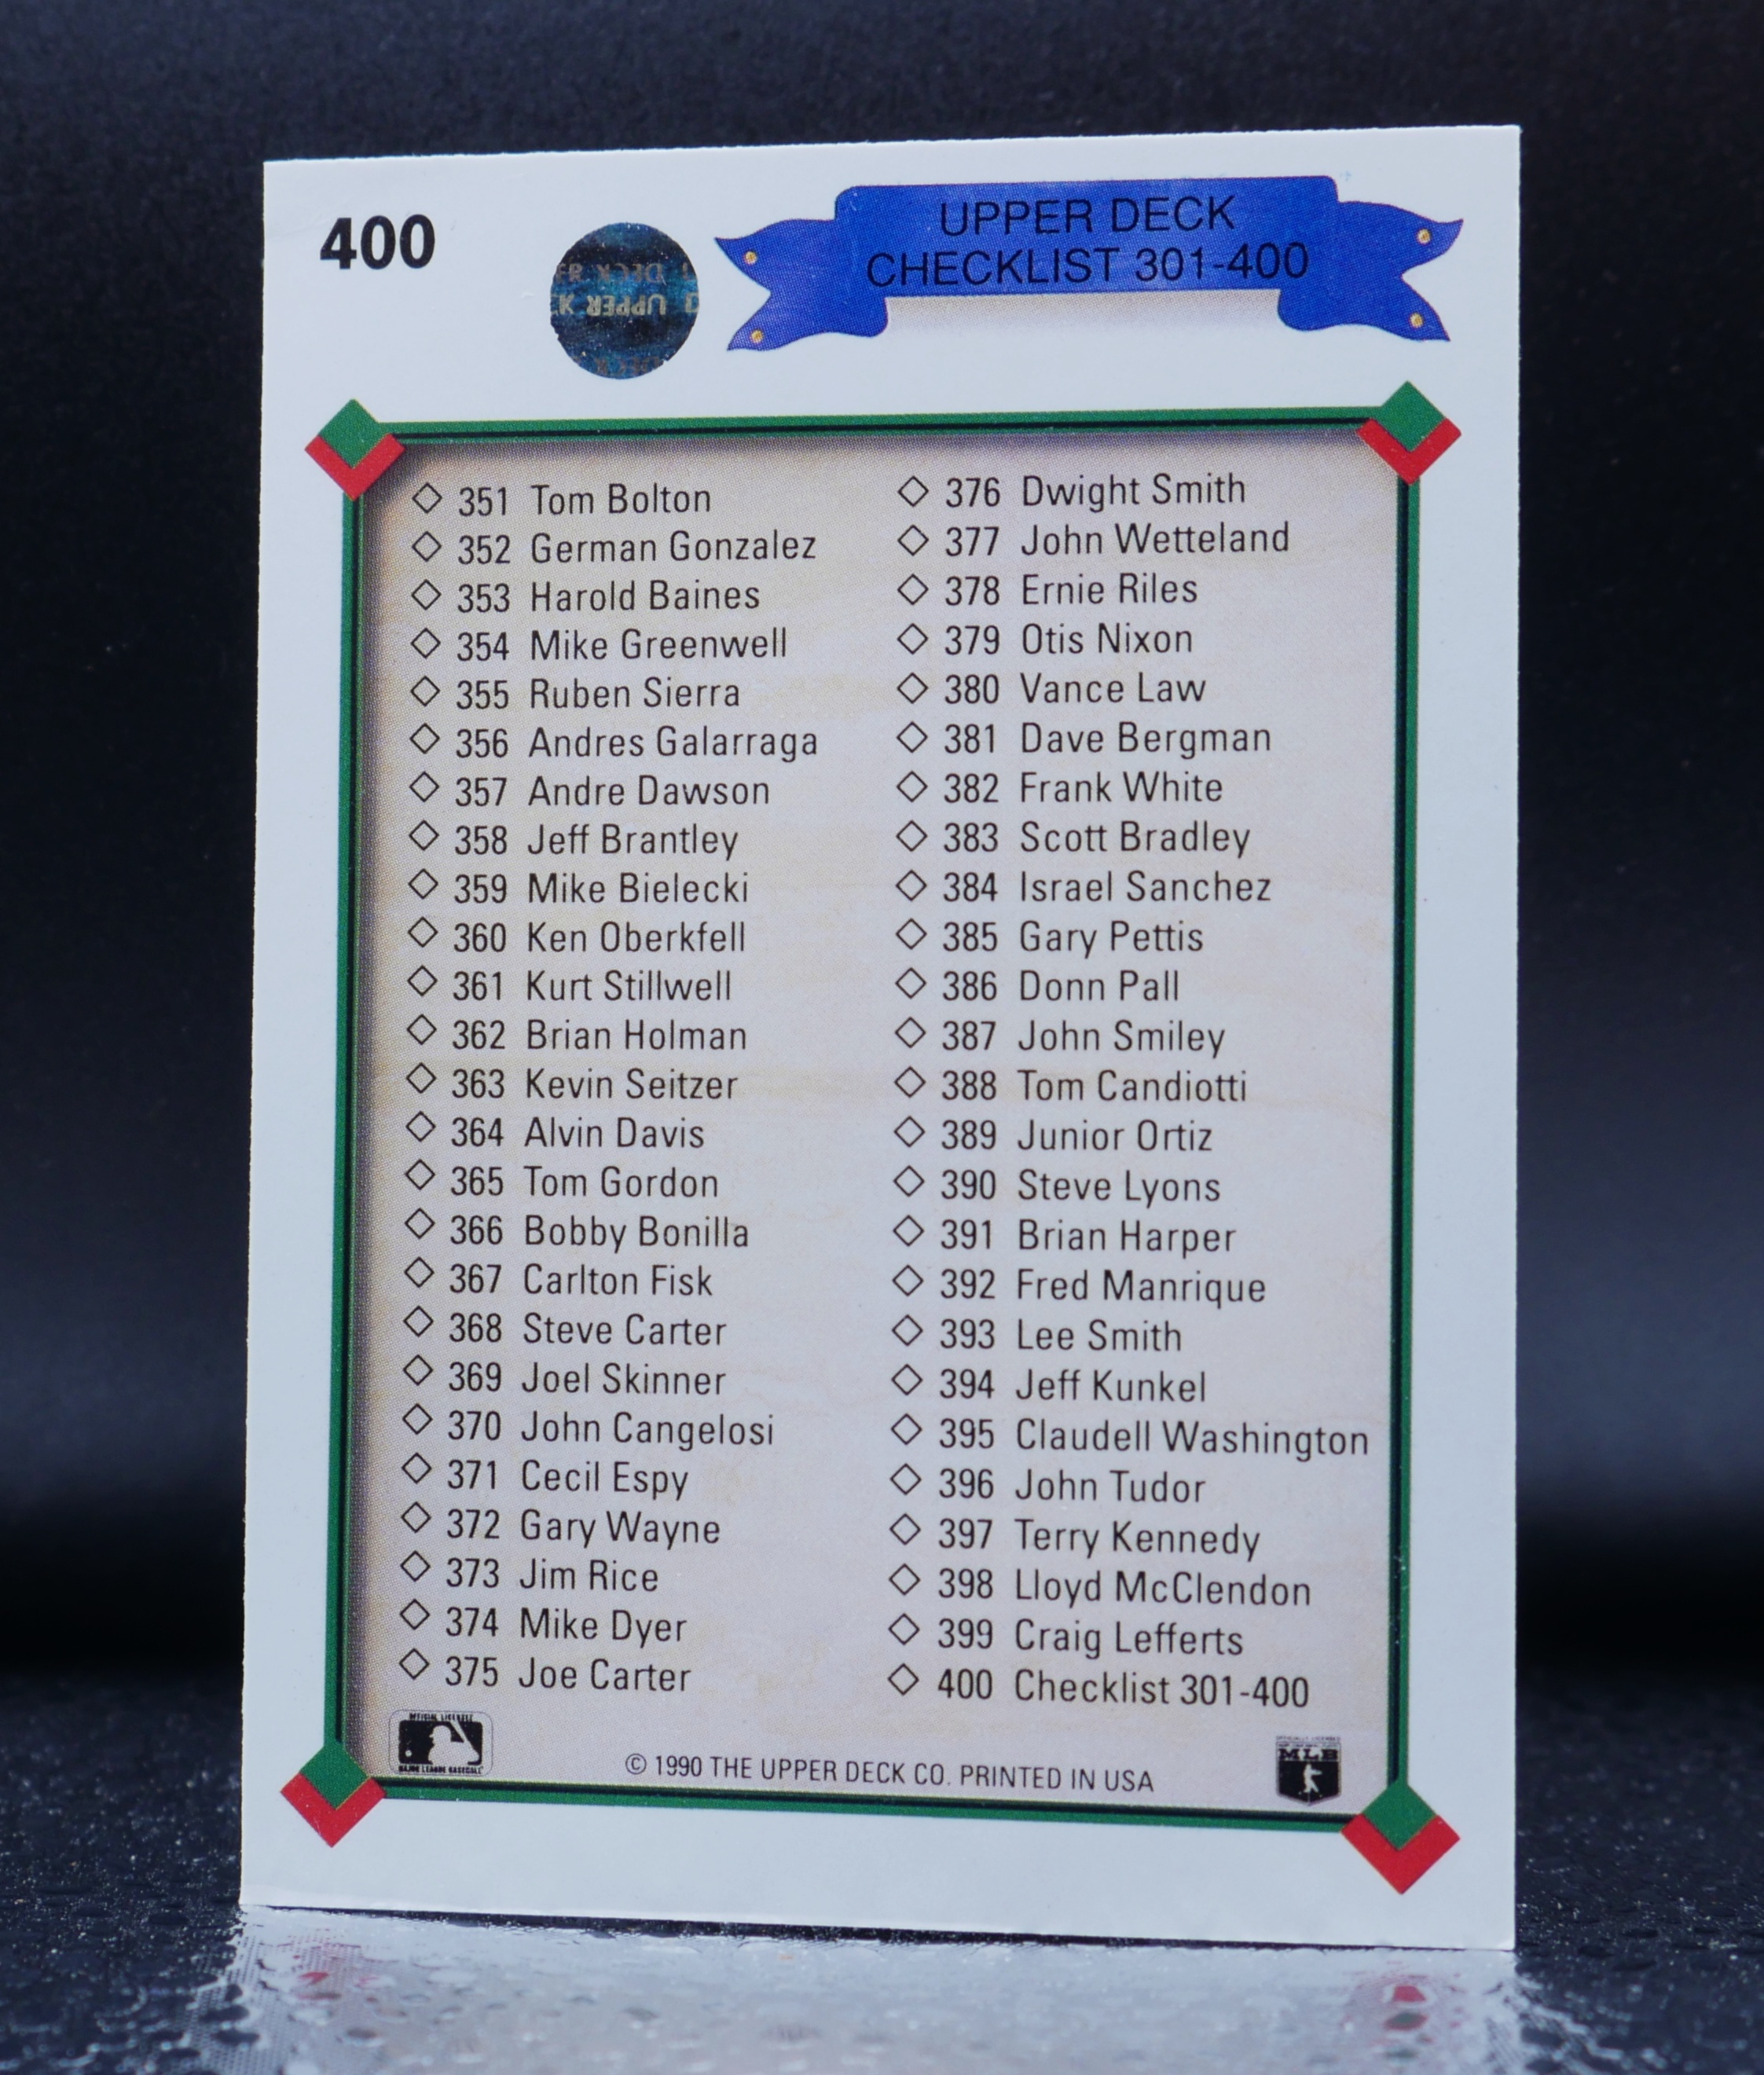 400
UPPER DECK
CHECKLIST 301-400
UPPER
351 Tom Bolton
352 German Gonzalez
353 Harold Baines
354 Mike Greenwell
355 Ruben Sierra
356 Andres Galarraga
357 Andre Dawson
358 Jeff Brantley
359 Mike Bielecki
360 Ken Oberkfell
361 Kurt Stillwell
362 Brian Holman
363 Kevin Seitzer
364 Alvin Davis
365 Tom Gordon
366 Bobby Bonilla
367 Carlton Fisk
368 Steve Carter
369 Joel Skinner
370 John Cangelosi
371 Cecil Espy
372 Gary Wayne
373 Jim Rice
374 Mike Dyer
375 Joe Carter
376 Dwight Smith
377 John Wetteland
378 Ernie Riles
379 Otis Nixon
380 Vance Law
381 Dave Bergman
382 Frank White
383 Scott Bradley
384 Israel Sanchez
385 Gary Pettis
386 Donn Pall
387 John Smiley
388 Tom Candiotti
389 Junior Ortiz
390 Steve Lyons
391 Brian Harper
392 Fred Manrique
393 Lee Smith
394 Jeff Kunkel
395 Claudell Washington
396 John Tudor
397 Terry Kennedy
398 Lloyd McClendon
399 Craig Lefferts
400 Checklist 301-400
MAJOR LEAGUE BASEBALL
© 1990 THE UPPER DECK CO. PRINTED IN USA
MLB